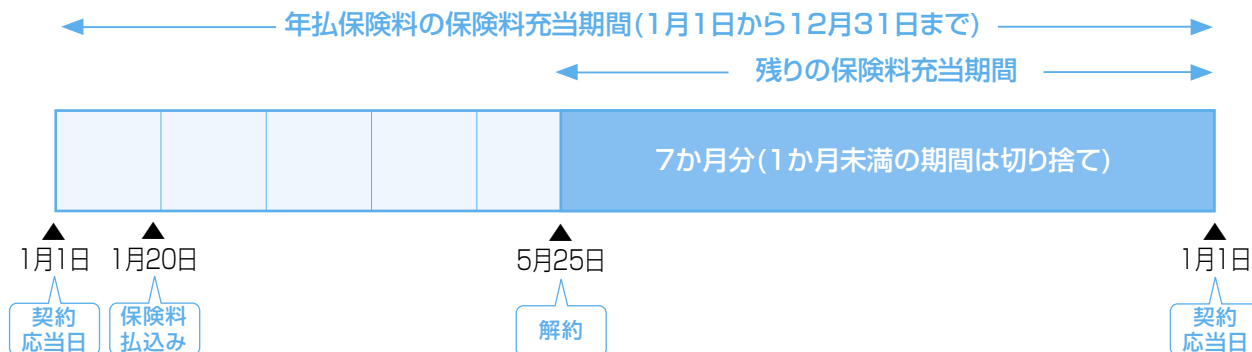 年払保険料の保険料充当期間(1月1日から12月31日まで)
残りの保険料充当期間
7か月分(1か月未満の期間は切り捨て)
1月1日
1月20日
5月25日
1月1日
契約
応当日
保険料
払込み
解約
契約
応当日